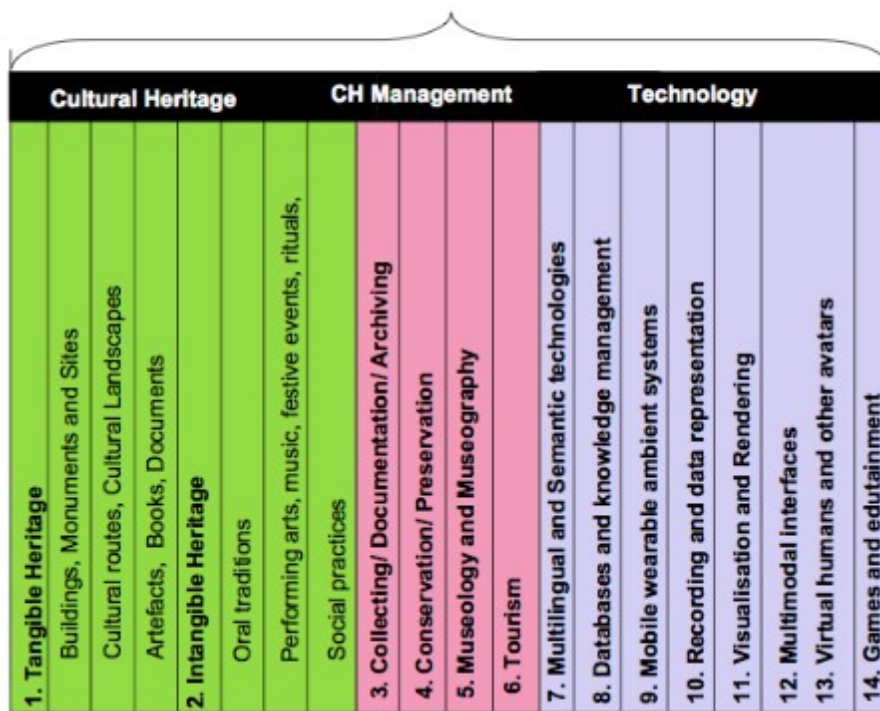 Cultural Heritage
CH Management
Technology
1. Tangible Heritage
Buildings, Monuments and Sites
Cultural routes, Cultural Landscapes
Artefacts,  Books, Documents
2. Intangible Heritage
Oral traditions
Performing arts, music, festive events, rituals,
Social practices
3. Collecting/ Documentation/ Archiving
4. Conservation/ Preservation
5. Museology and Museography
6. Tourism
7. Multilingual and Semantic technologies
8. Databases and knowledge management
9. Mobile wearable ambient systems
10. Recording and data representation
11. Visualisation and Rendering
12. Multimodal interfaces
13. Virtual humans and other avatars
14. Games and edutainment